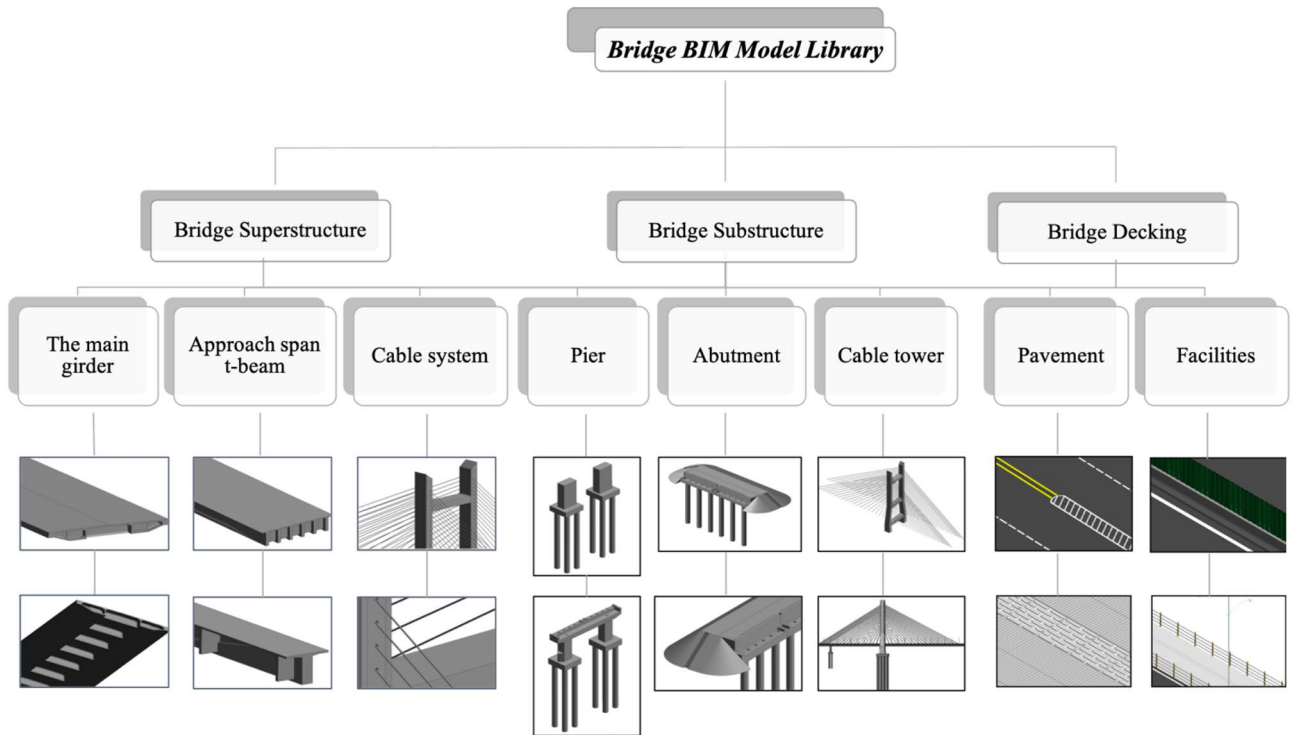 Bridge BIM Model Library
Bridge Superstructure
Bridge Substructure
Bridge Decking
The main
girder
Approach span
t-beam
Cable system
Pier
Abutment
Cable tower
Pavement
Facilities